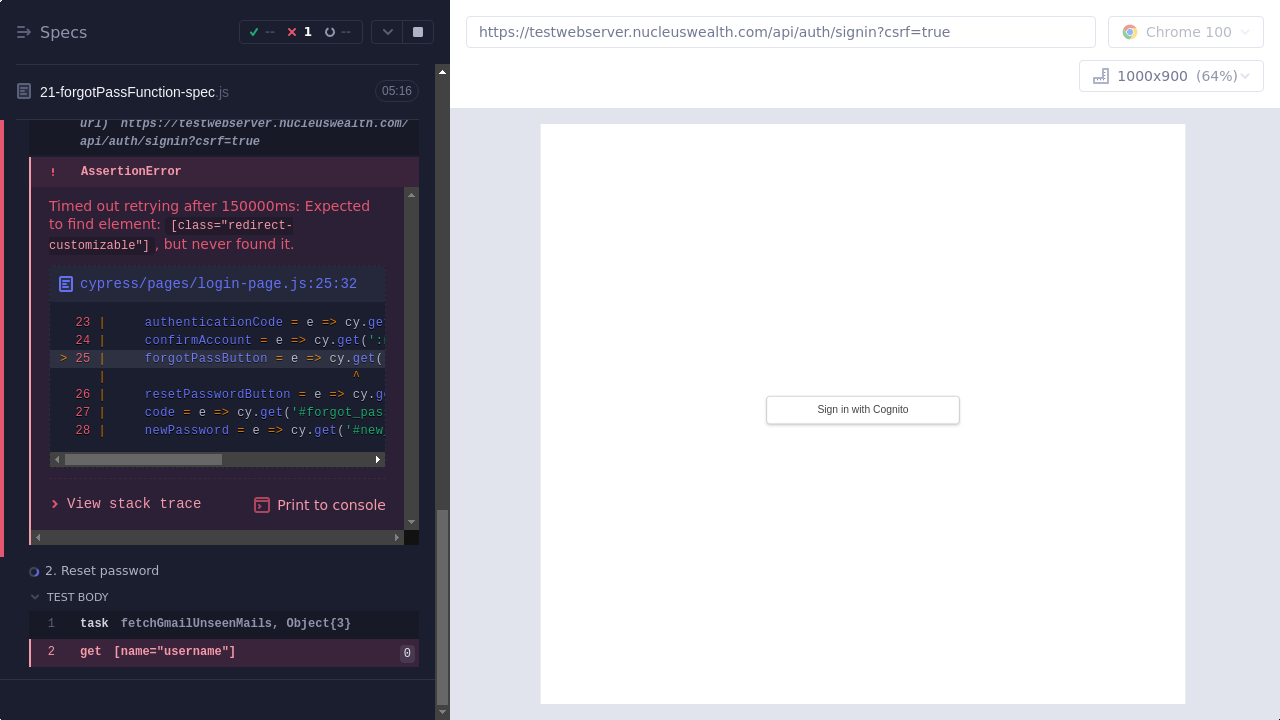 Specs
-- 1 --
https://testwebserver.nucleuswealth.com/api/auth/signin?csrf=true
Chrome 100
1000x900 (64%)
21-forgotPassFunction-spec.js 05:16
url) https://testwebserver.nucleuswealth.com/
api/auth/signin?csrf=true
! AssertionError
Timed out retrying after 150000ms: Expected
to find element: [class="redirect-
customizable"] , but never found it.
cypress/pages/login-page.js:25:32
23 | authenticationCode = e => cy.get
24 | confirmAccount = e => cy.get(':
> 25 | forgotPassButton = e => cy.get(
| ^
26 | resetPasswordButton = e => cy.ge
27 | code = e => cy.get('#forgot_pas
28 | newPassword = e => cy.get('#new_
View stack trace
Print to console
2. Reset password
TEST BODY
1 task fetchGmailUnseenMails, Object{3}
2 get [name="username"] 0
Sign in with Cognito